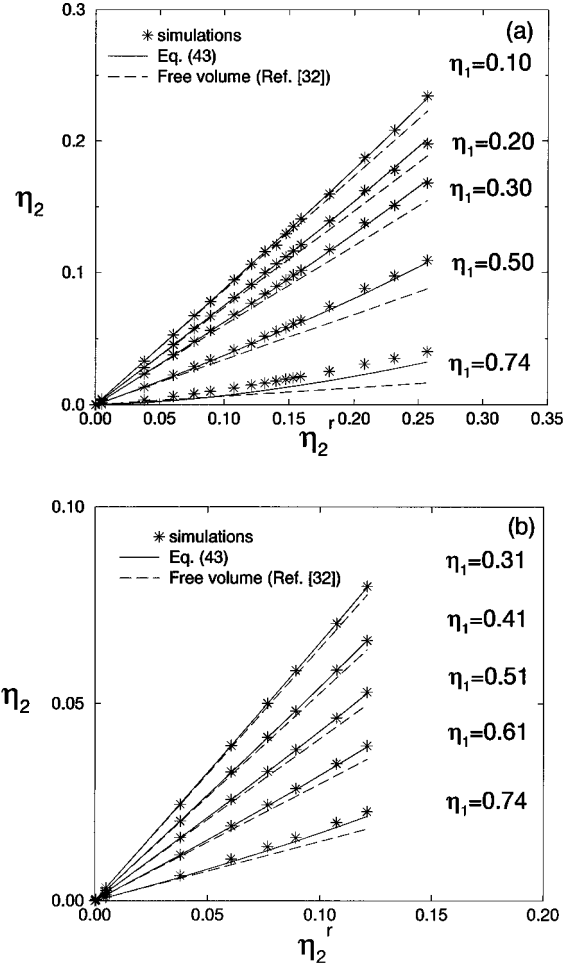 (a)
simulations
Eq. (43)
Free volume (Ref. [32])
η₁=0.10
η₁=0.20
η₁=0.30
η₁=0.50
η₁=0.74
0.3
0.2
0.1
0.0
η₂
0.00 0.05 0.10 0.15 0.20 0.25 0.30 0.35
η₂ʳ
(b)
simulations
Eq. (43)
Free volume (Ref. [32])
η₁=0.31
η₁=0.41
η₁=0.51
η₁=0.61
η₁=0.74
0.10
0.05
0.00
η₂
0.00 0.05 0.10 0.15 0.20
η₂ʳ